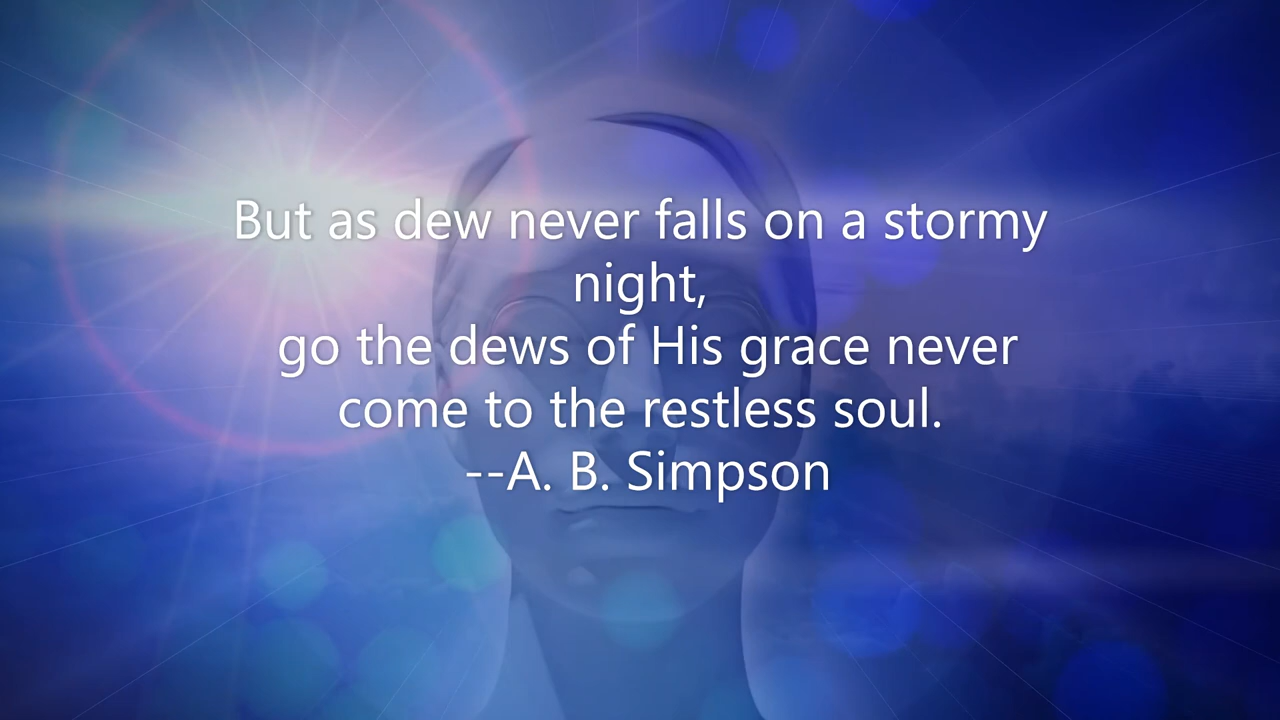 But as dew never falls on a stormy
night,
go the dews of His grace never
come to the restless soul.
--A. B. Simpson